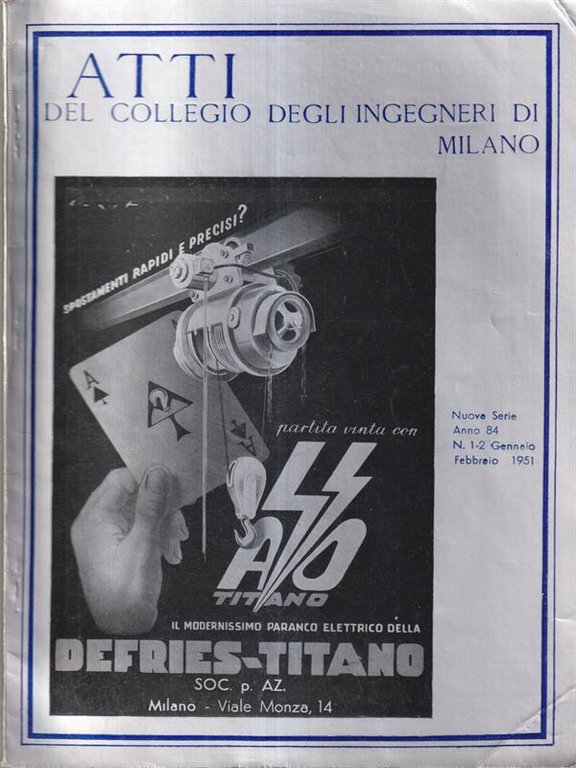 ATTI
DEL COLLEGIO DEGLI INGEGNERI DI
MILANO
SPOSTAMENTI RAPIDI E PRECISI?
A
A
partita vinta con
ASSO
TITANO
Nuova Serie
Anno 84
N. 1-2 Gennaio
Febbraio 1951
IL MODERNISSIMO PARANCO ELETTRICO DELLA
DEFRIES-TITANO
SOC. p. AZ.
Milano - Viale Monza, 14